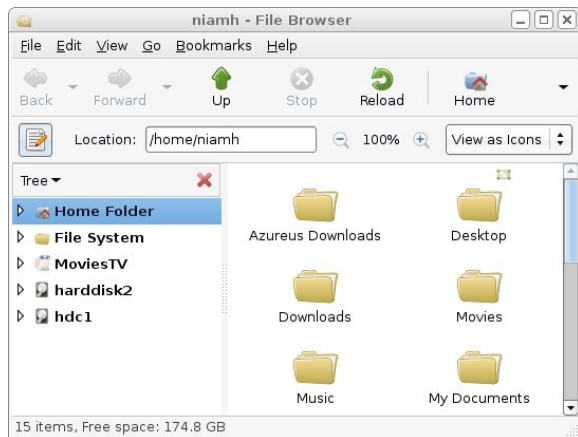 niamh - File Browser
File Edit View Go Bookmarks Help
Back Forward Up Stop Reload Home
Location: /home/niamh 100% View as Icons
Tree
Home Folder
File System
MoviesTV
harddisk2
hdc1
Azureus Downloads Desktop
Downloads Movies
Music My Documents
15 items, Free space: 174.8 GB